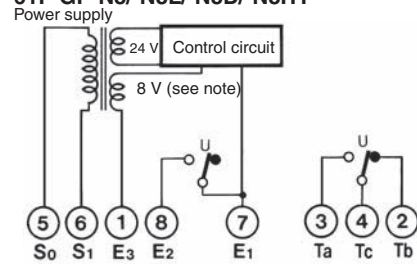 Power supply
24 V
Control circuit
8 V (see note)
U
U
5
6
1
8
7
3
4
2
S0
S1
E3
E2
E1
Ta
Tc
Tb